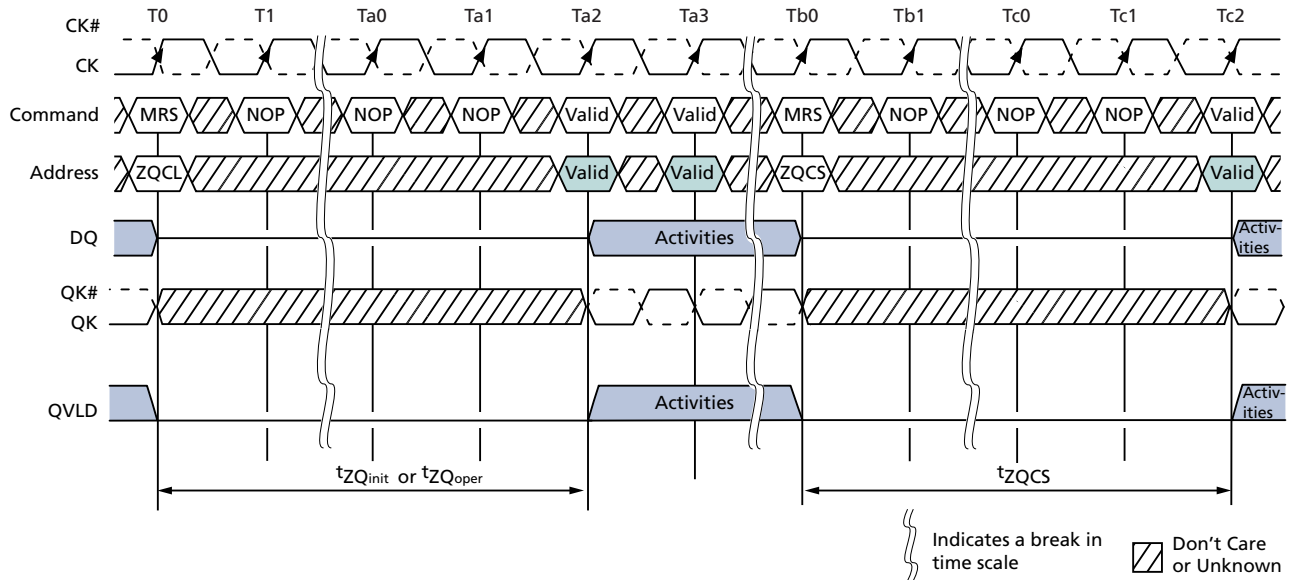 T0 T1 Ta0 Ta1 Ta2 Ta3 Tb0 Tb1 Tc0 Tc1 Tc2
CK#
CK
Command MRS NOP NOP NOP Valid Valid MRS NOP NOP NOP Valid
Address ZQCL Valid Valid ZQCS Valid
DQ Activities Activ-
ities
QK#
QK
QVLD Activities Activ-
ities
tZQinit or tZQoper tZQCS
Indicates a break in
time scale
Don't Care
or Unknown